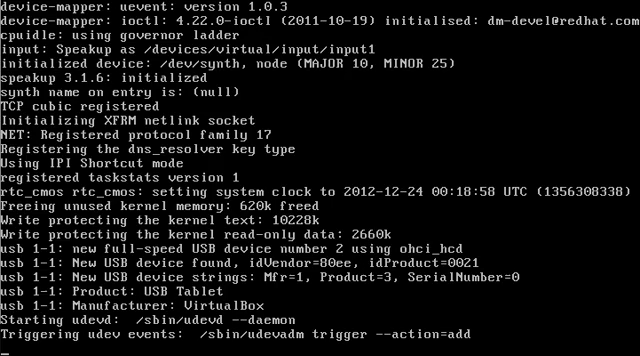 device-mapper: uevent: version 1.0.3
device-mapper: ioctl: 4.22.0-ioctl (2011-10-19) initialised: dm-devel@redhat.com
cpuidle: using governor ladder
input: Speakup as /devices/virtual/input/input1
initialized device: /dev/synth, node (MAJOR 10, MINOR 25)
speakup 3.1.6: initialized
synth name on entry is: (null)
TCP cubic registered
Initializing XFRM netlink socket
NET: Registered protocol family 17
Registering the dns_resolver key type
Using IPI Shortcut mode
registered taskstats version 1
rtc_cmos rtc_cmos: setting system clock to 2012-12-24 00:18:58 UTC (1356308338)
Freeing unused kernel memory: 620k freed
Write protecting the kernel text: 10228k
Write protecting the kernel read-only data: 2660k
usb 1-1: new full-speed USB device number 2 using ohci_hcd
usb 1-1: New USB device found, idVendor=80ee, idProduct=0021
usb 1-1: New USB device strings: Mfr=1, Product=3, SerialNumber=0
usb 1-1: Product: USB Tablet
usb 1-1: Manufacturer: VirtualBox
Starting udevd:  /sbin/udevd --daemon
Triggering udev events:  /sbin/udevadm trigger --action=add